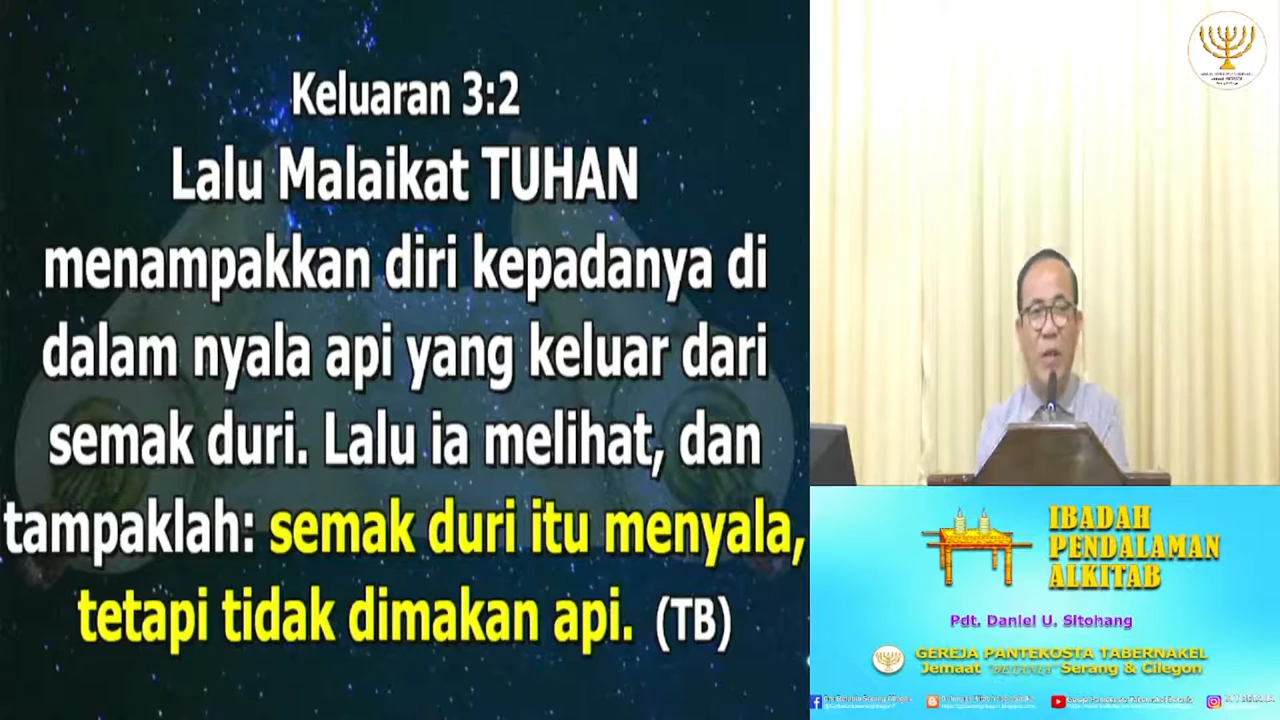 Keluaran 3:2
Lalu Malaikat TUHAN
menampakkan diri kepadanya di
dalam nyala api yang keluar dari
semak duri. Lalu ia melihat, dan
tampaklah: semak duri itu menyala,
tetapi tidak dimakan api. (TB)
IBADAH
PENDALAMAN
ALKITAB
Pdt. Daniel U. Sitohang
GEREJA PANTEKOSTA TABERNAKEL
Jemaat "BETANIA" Serang & Cilegon